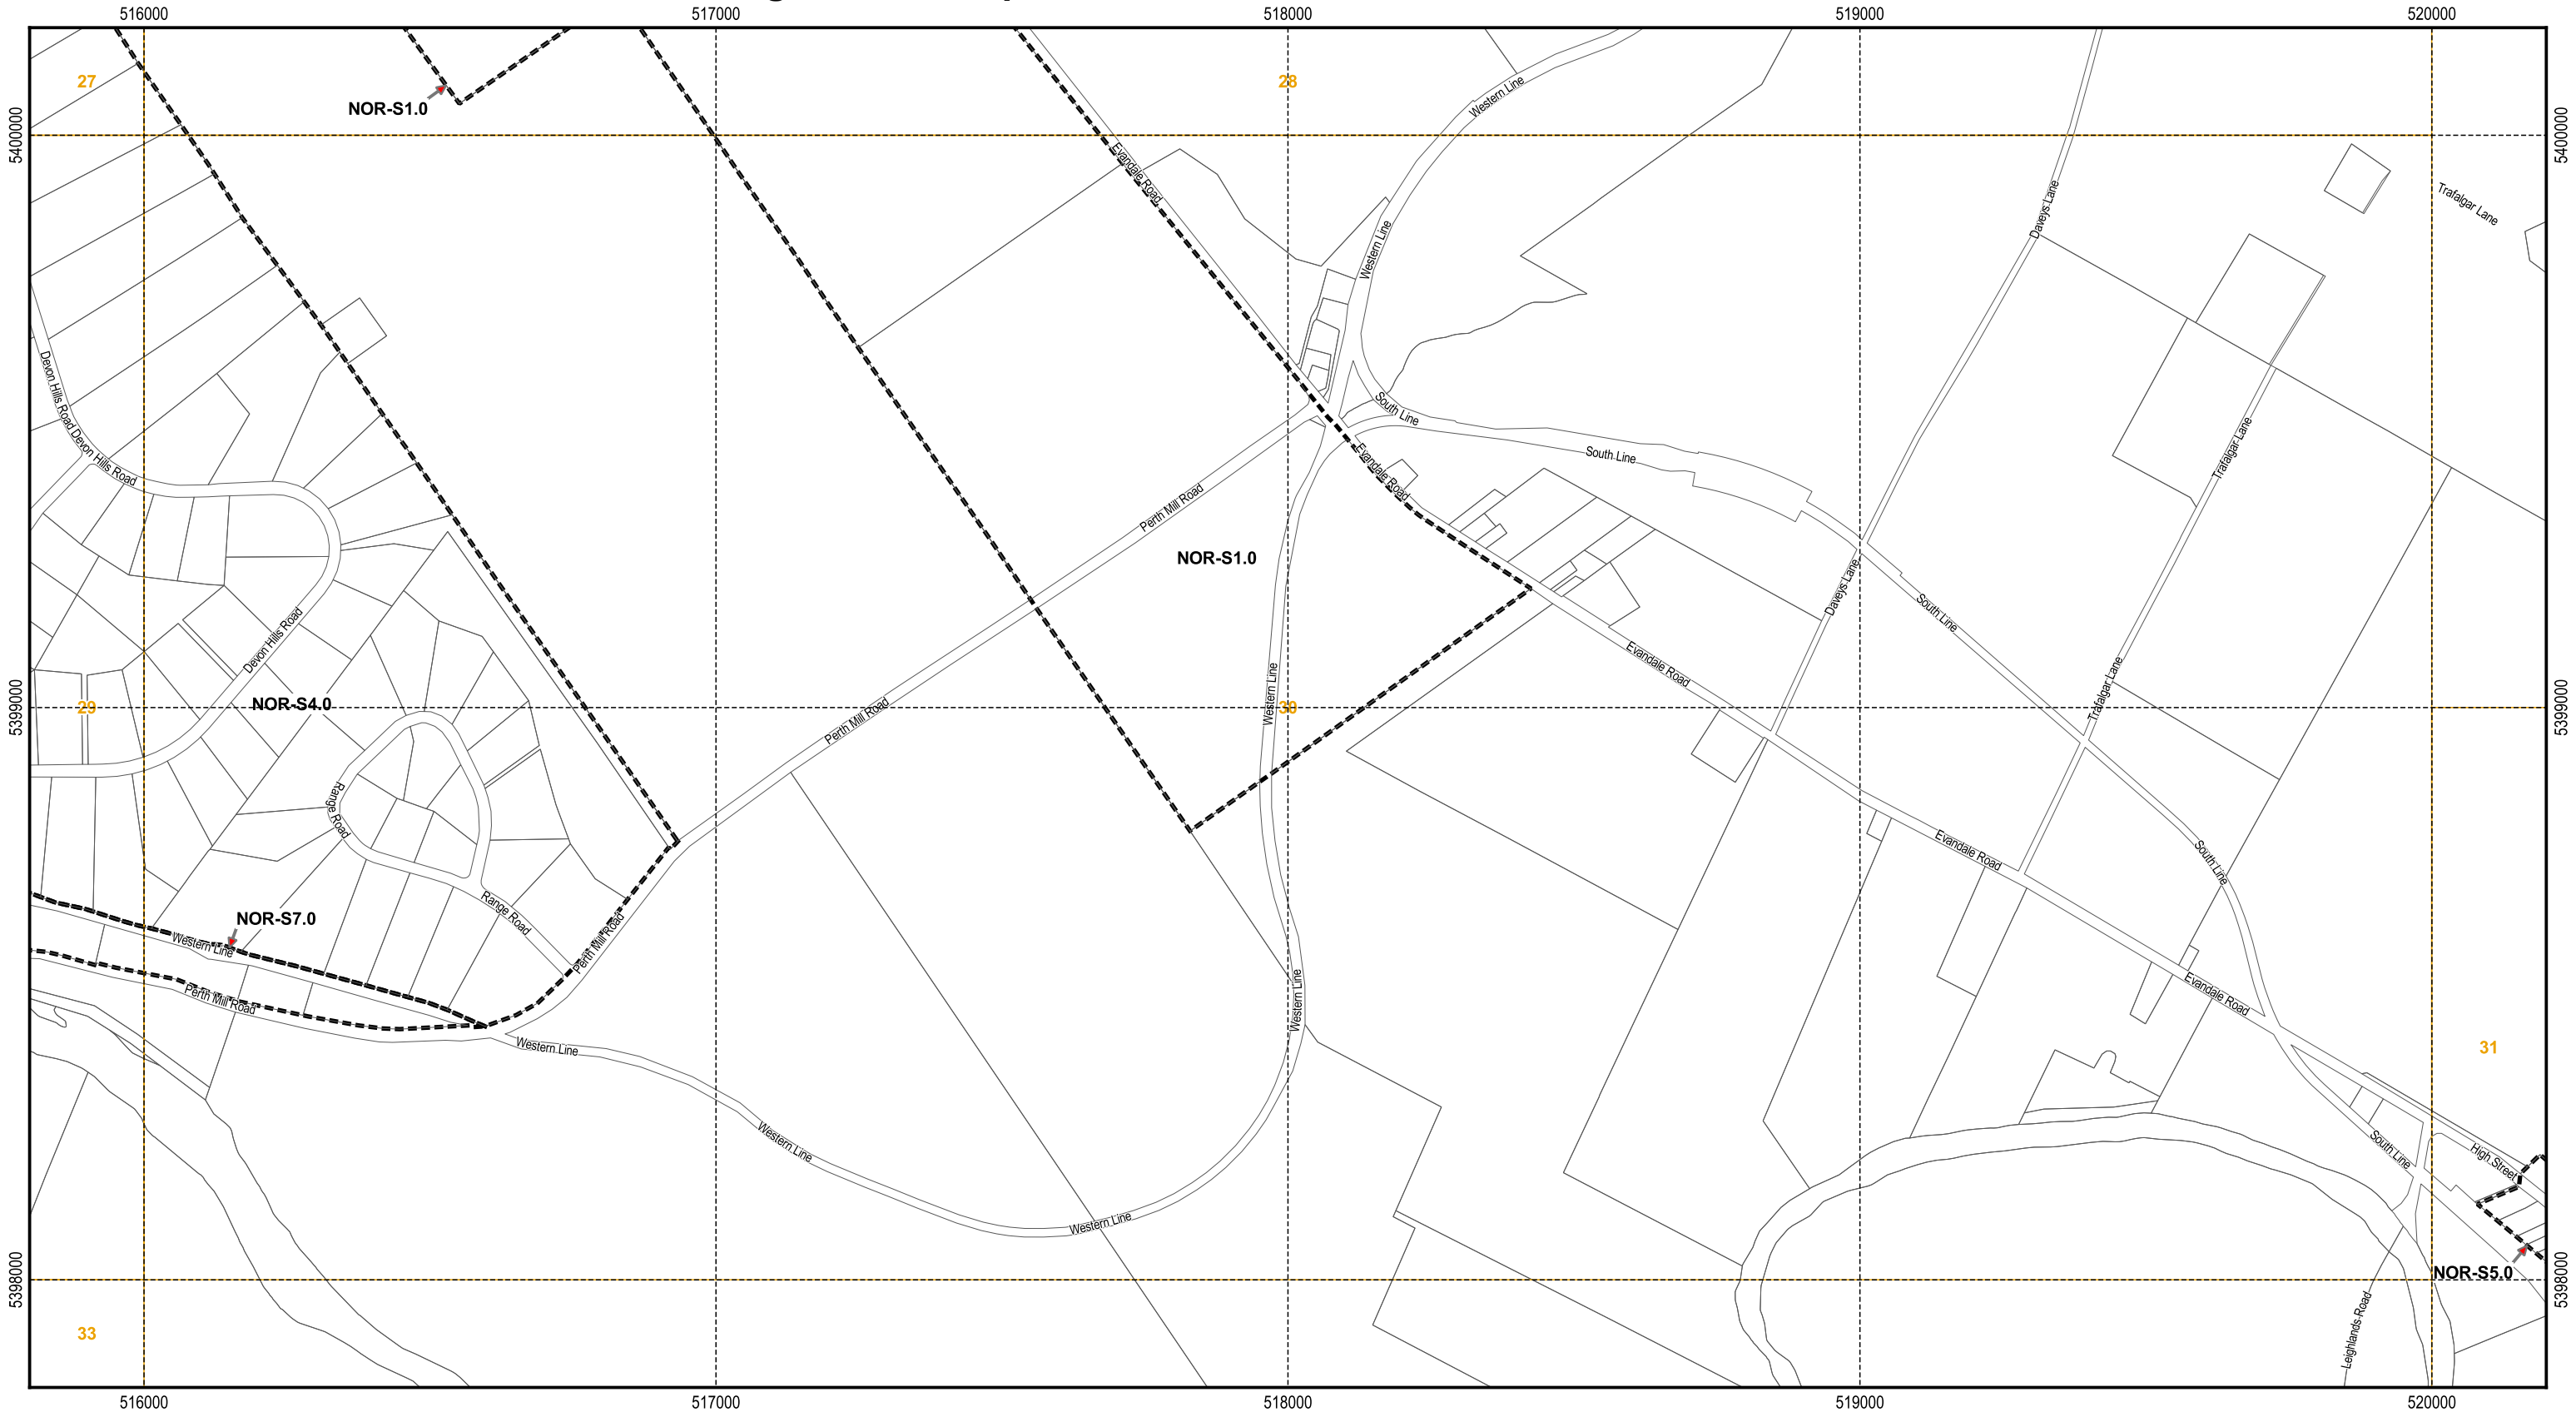 516000
517000
518000
519000
520000
27
28
NOR-S1.0
Western Line
5400000
5400000
Evandale Road
Daveys Lane
Trafalgar Lane
Western Line
Devon Hills Road
Devon Hills Road
South Line
South Line
Evandale Road
Trafalgar Lane
Perth Mill Road
NOR-S1.0
Daveys Lane
South Line
Devon Hills Road
Evandale Road
NOR-S4.0
Western Line
Trafalgar Lane
5399000
29
30
5399000
Perth Mill Road
Range Road
Evandale Road
South Line
NOR-S7.0
Range Road
Perth Mill Road
Western Line
Western Line
Perth Mill Road
Evandale Road
Western Line
31
Western Line
South Line
High Street
Western Line
NOR-S5.0
5398000
5398000
33
Leighlands Road
516000
517000
518000
519000
520000